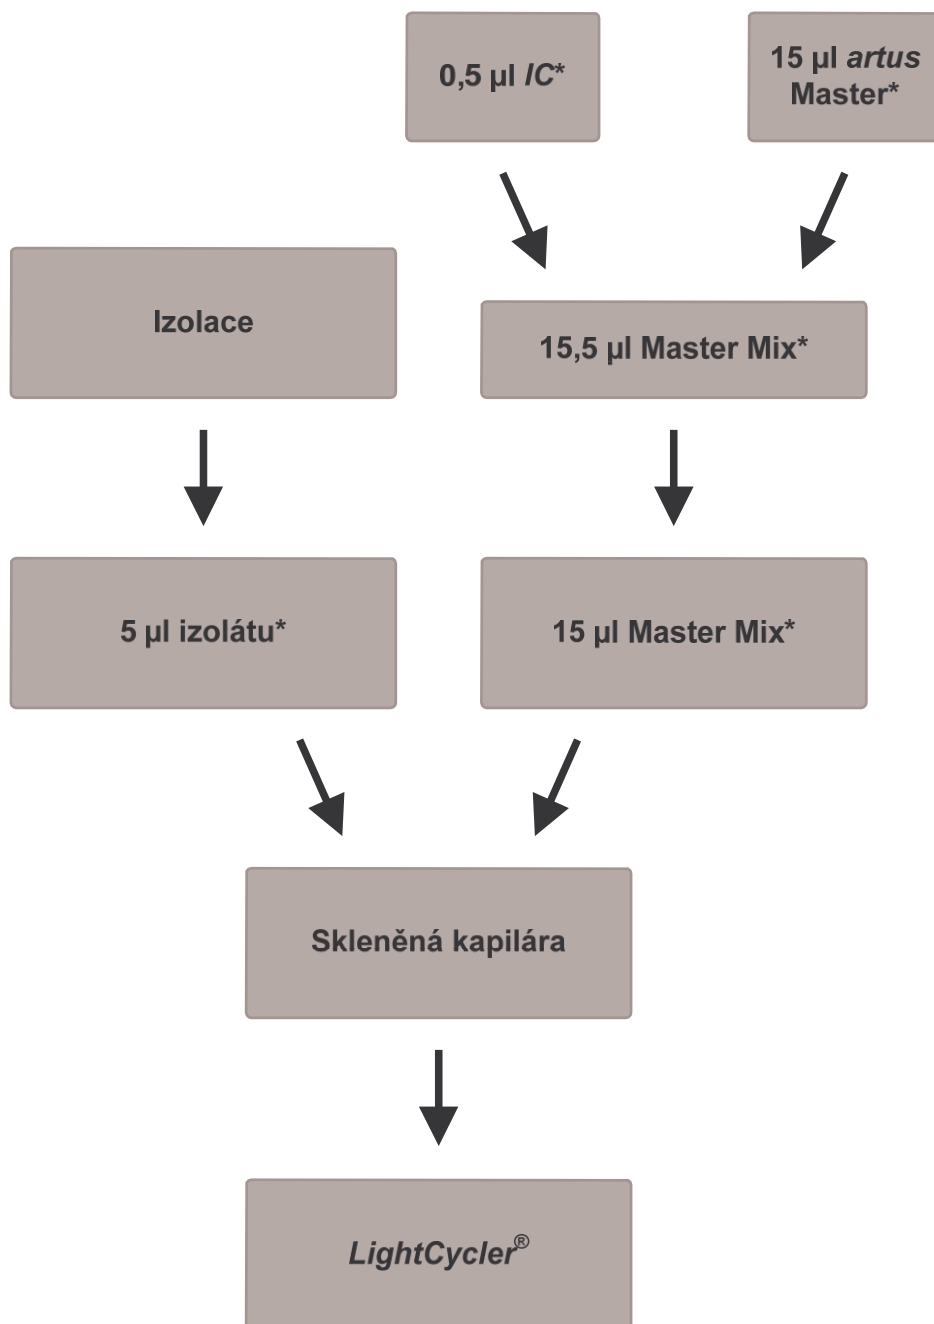 0,5 µl IC*
15 µl artus
Master*
Izolace
15,5 µl Master Mix*
5 µl izolátu*
15 µl Master Mix*
Skleněná kapilára
LightCycler®